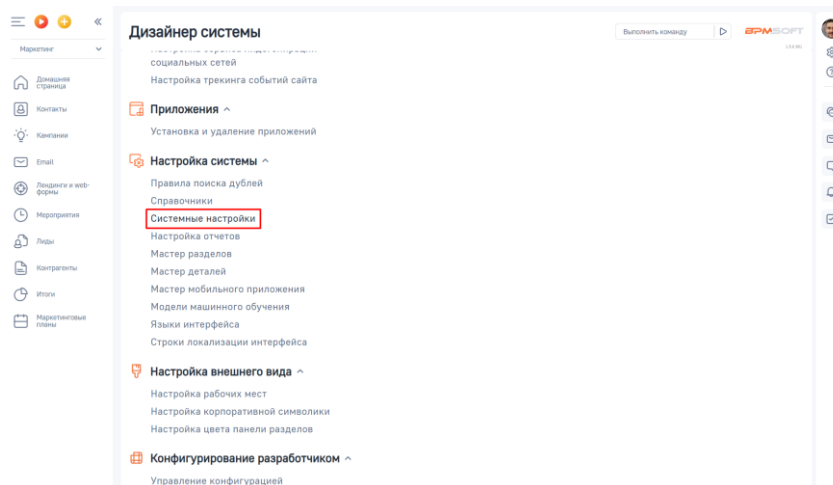 Дизайнер системы
Выполнить команду
BPMSOFT
Маркетинг
Домашняя
страница
Контакты
Кампании
Email
Лендинги и web-
формы
Мероприятия
Лиды
Контрагенты
Итоги
Маркетинговые
планы
социальных сетей
Настройка трекинга событий сайта
Приложения
Установка и удаление приложений
Настройка системы
Правила поиска дублей
Справочники
Системные настройки
Настройка отчетов
Мастер разделов
Мастер деталей
Мастер мобильного приложения
Модели машинного обучения
Языки интерфейса
Строки локализации интерфейса
Настройка внешнего вида
Настройка рабочих мест
Настройка корпоративной символики
Настройка цвета панели разделов
Конфигурирование разработчиком
Управление конфигурацией